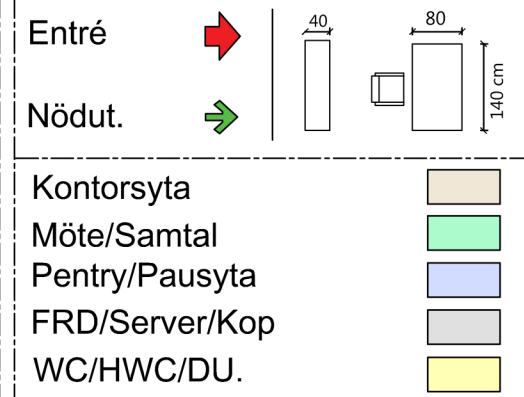 Entré
40
80
140 cm
Nödut.
Kontorsyta
Möte/Samtal
Pentry/Pausyta
FRD/Server/Kop
WC/HWC/DU.